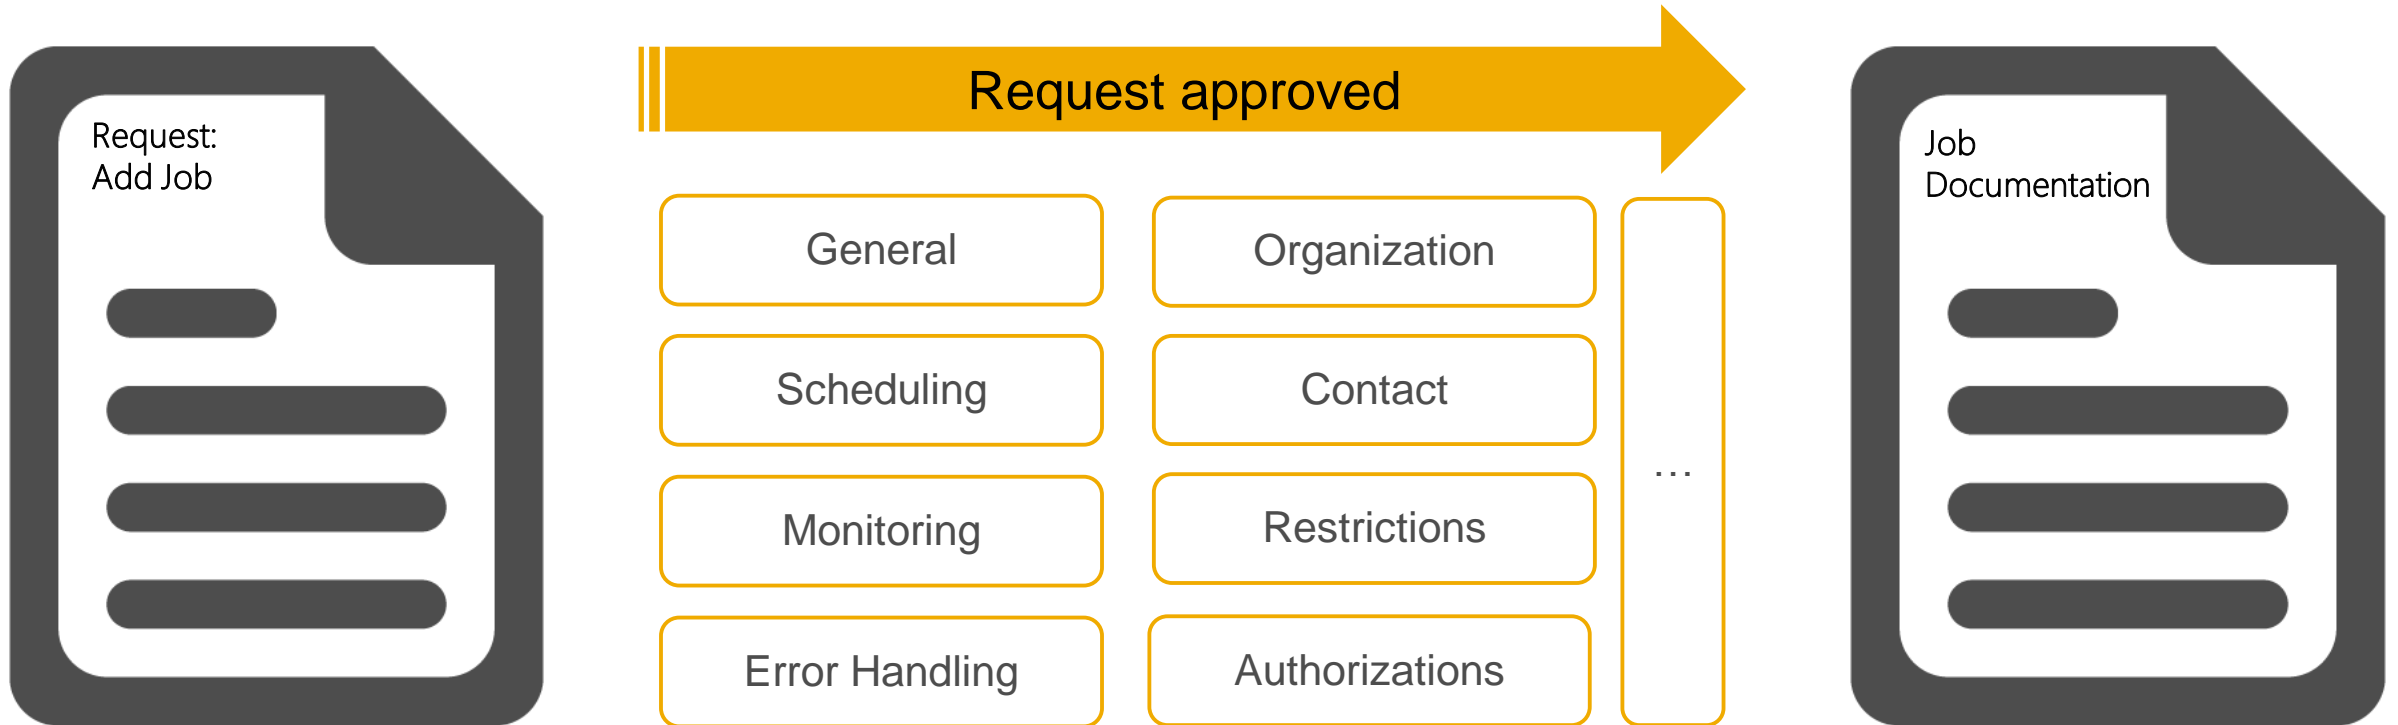 Request:
Add Job
Request approved
General
Organization
Scheduling
Contact
Monitoring
Restrictions
Error Handling
Authorizations
…
Job
Documentation